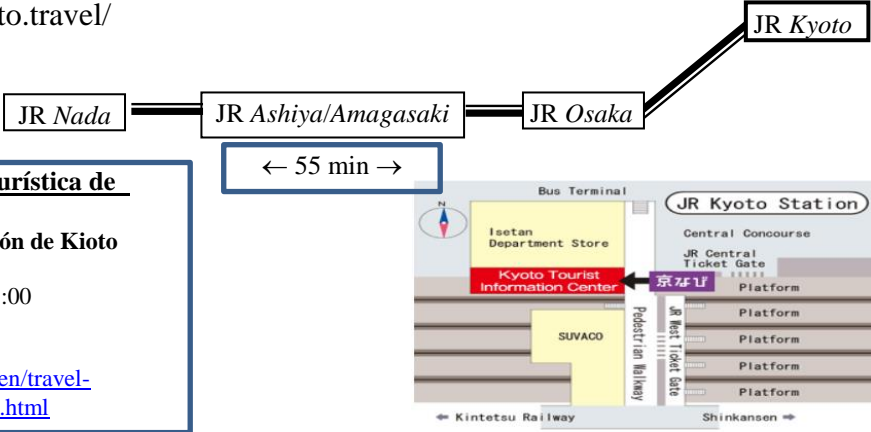 to.travel/
JR Kyoto
JR Nada
JR Ashiya/Amagasaki
JR Osaka
← 55 min →
urística de
ón de Kioto
:00
en/travel-
.html
Bus Terminal
JR Kyoto Station
N
Isetan
Department Store
Central Concourse
JR Central
Ticket Gate
Kyoto Tourist
Information Center
京なび
Platform
Platform
SUVACO
Pedestrian Walkway
JR West Ticket Gate
Platform
Platform
Platform
⇐ Kintetsu Railway
Shinkansen ⇒